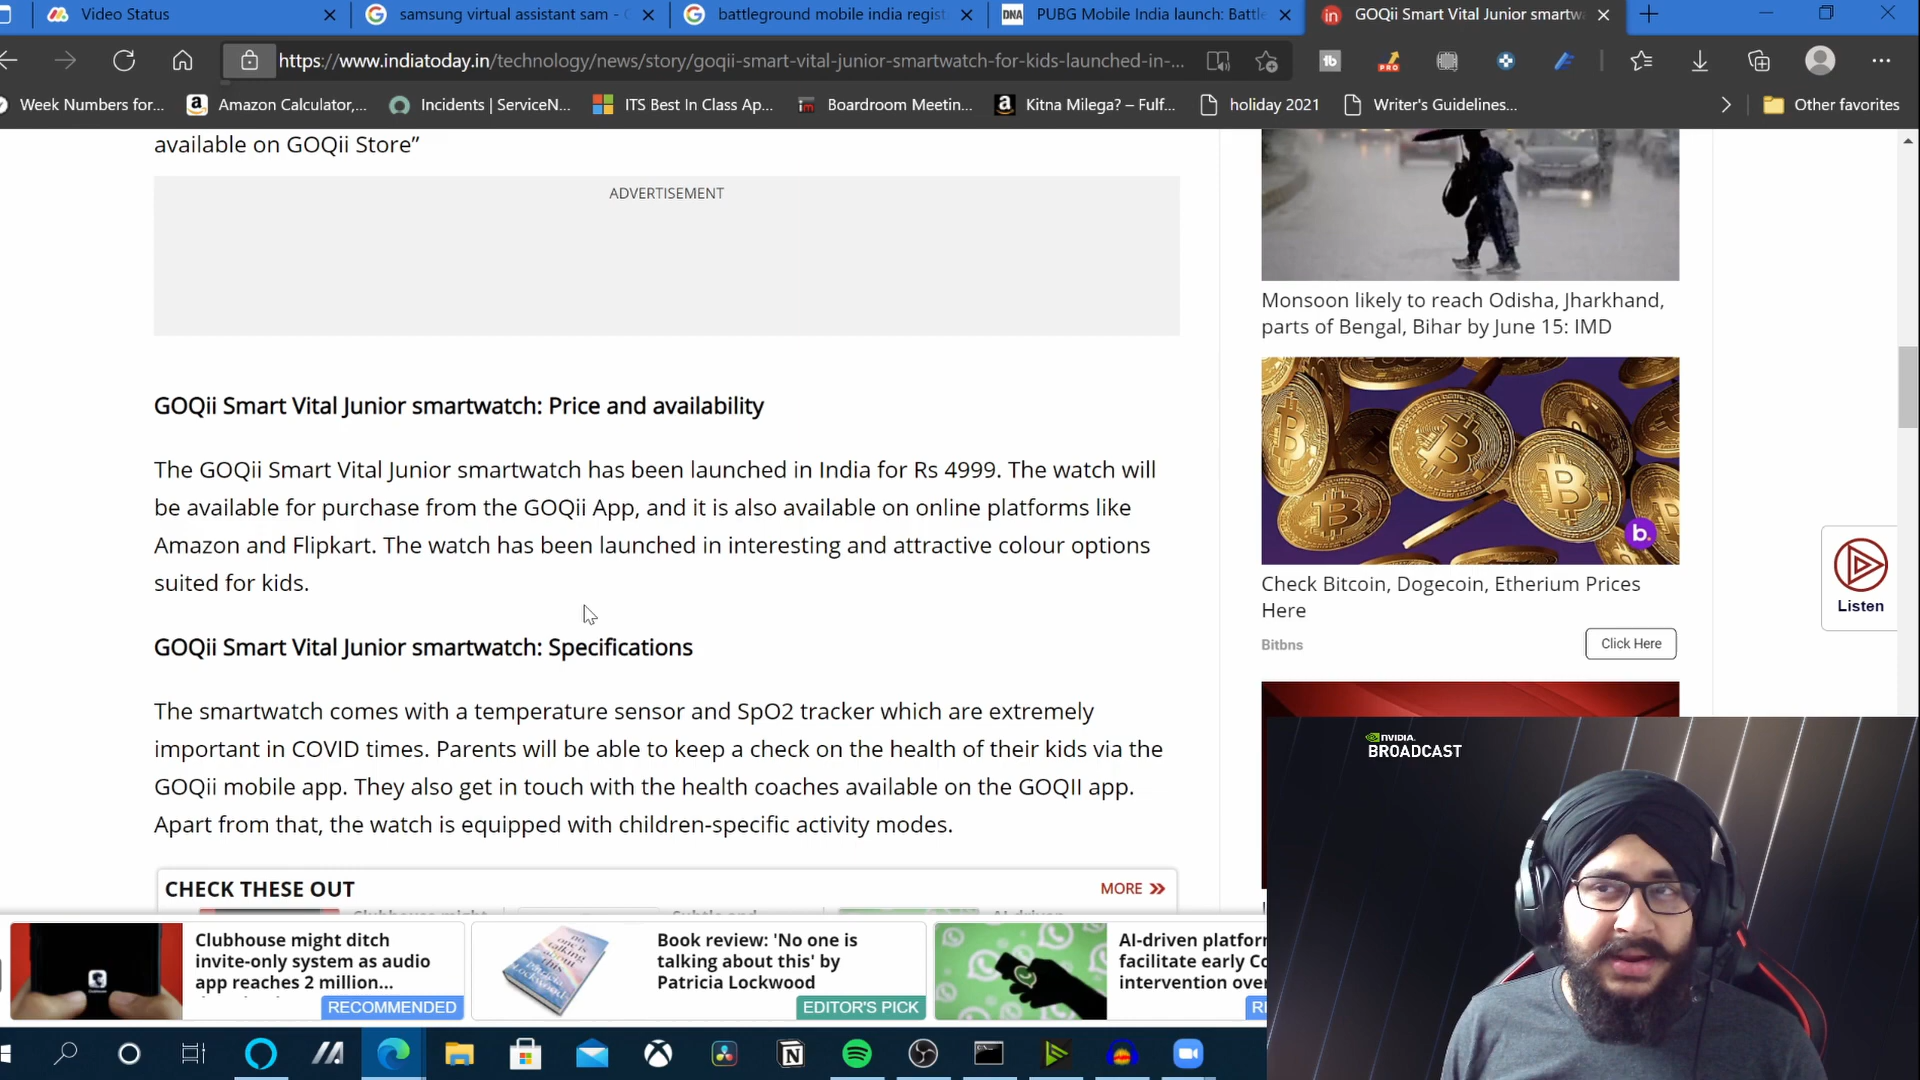 Video Status
samsung virtual assistant sam -
battleground mobile india regist
DNA
PUBG Mobile India launch: Battle
in
GOQii Smart Vital Junior smartw
https://www.indiatoday.in/technology/news/story/goqii-smart-vital-junior-smartwatch-for-kids-launched-in-...
Week Numbers for...
Amazon Calculator,...
Incidents | ServiceN...
ITS Best In Class Ap...
Boardroom Meetin...
Kitna Milega? – Fulf...
holiday 2021
Writer's Guidelines...
Other favorites
available on GOQii Store”
ADVERTISEMENT
GOQii Smart Vital Junior smartwatch: Price and availability
The GOQii Smart Vital Junior smartwatch has been launched in India for Rs 4999. The watch will
be available for purchase from the GOQii App, and it is also available on online platforms like
Amazon and Flipkart. The watch has been launched in interesting and attractive colour options
suited for kids.
GOQii Smart Vital Junior smartwatch: Specifications
The smartwatch comes with a temperature sensor and SpO2 tracker which are extremely
important in COVID times. Parents will be able to keep a check on the health of their kids via the
GOQii mobile app. They also get in touch with the health coaches available on the GOQII app.
Apart from that, the watch is equipped with children-specific activity modes.
CHECK THESE OUT
MORE
Monsoon likely to reach Odisha, Jharkhand,
parts of Bengal, Bihar by June 15: IMD
b.
Check Bitcoin, Dogecoin, Etherium Prices
Here
Bitbns
Click Here
Listen
NVIDIA.
BROADCAST
Clubhouse might ditch
invite-only system as audio
app reaches 2 million...
RECOMMENDED
Book review: 'No one is
talking about this' by
Patricia Lockwood
EDITOR'S PICK
AI-driven platfor
facilitate early Co
intervention over